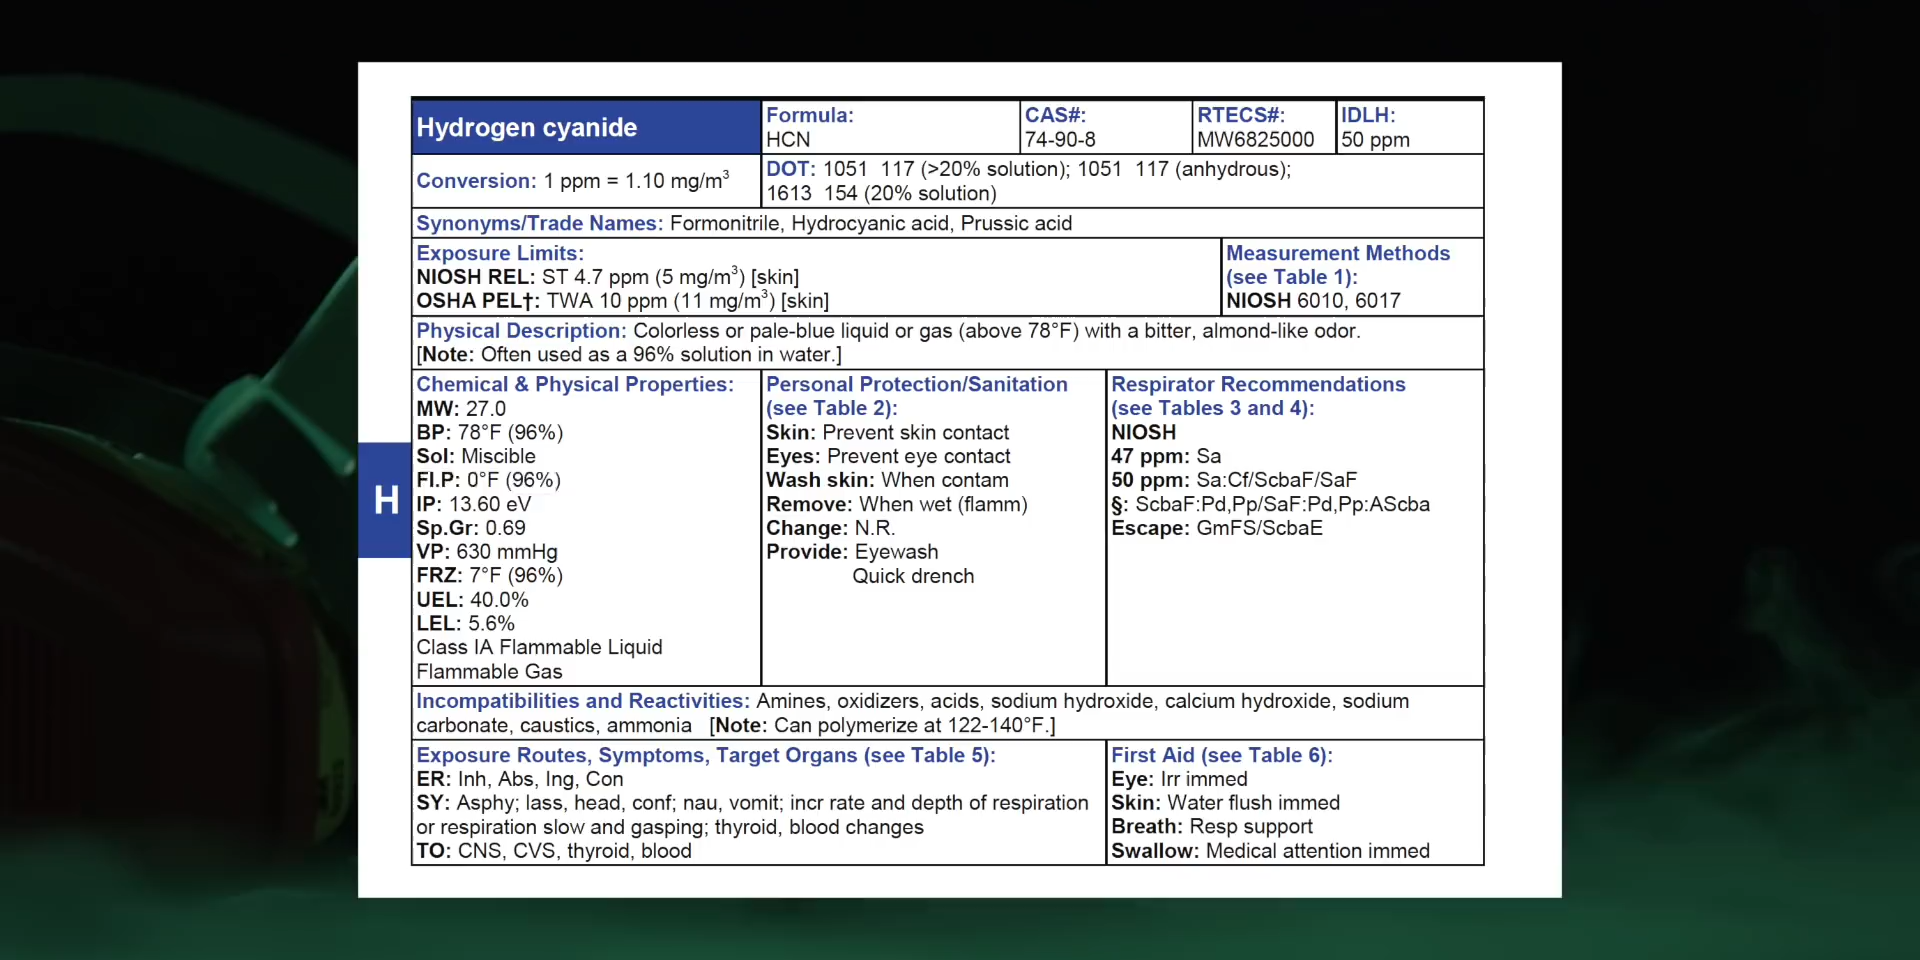 Hydrogen cyanide
Formula:
HCN
CAS#:
74-90-8
RTECS#:
MW6825000
IDLH:
50 ppm
Conversion: 1 ppm = 1.10 mg/m³
DOT: 1051 117 (>20% solution); 1051 117 (anhydrous);
1613 154 (20% solution)
Synonyms/Trade Names: Formonitrile, Hydrocyanic acid, Prussic acid
Exposure Limits:
NIOSH REL: ST 4.7 ppm (5 mg/m³) [skin]
OSHA PEL†: TWA 10 ppm (11 mg/m³) [skin]
Measurement Methods
(see Table 1):
NIOSH 6010, 6017
Physical Description: Colorless or pale-blue liquid or gas (above 78°F) with a bitter, almond-like odor.
[Note: Often used as a 96% solution in water.]
H
Chemical & Physical Properties:
MW: 27.0
BP: 78°F (96%)
Sol: Miscible
Fl.P: 0°F (96%)
IP: 13.60 eV
Sp.Gr: 0.69
VP: 630 mmHg
FRZ: 7°F (96%)
UEL: 40.0%
LEL: 5.6%
Class IA Flammable Liquid
Flammable Gas
Personal Protection/Sanitation
(see Table 2):
Skin: Prevent skin contact
Eyes: Prevent eye contact
Wash skin: When contam
Remove: When wet (flamm)
Change: N.R.
Provide: Eyewash
Quick drench
Respirator Recommendations
(see Tables 3 and 4):
NIOSH
47 ppm: Sa
50 ppm: Sa:Cf/ScbaF/SaF
§: ScbaF:Pd,Pp/SaF:Pd,Pp:AScba
Escape: GmFS/ScbaE
Incompatibilities and Reactivities: Amines, oxidizers, acids, sodium hydroxide, calcium hydroxide, sodium
carbonate, caustics, ammonia [Note: Can polymerize at 122-140°F.]
Exposure Routes, Symptoms, Target Organs (see Table 5):
ER: Inh, Abs, Ing, Con
SY: Asphy; lass, head, conf; nau, vomit; incr rate and depth of respiration
or respiration slow and gasping; thyroid, blood changes
TO: CNS, CVS, thyroid, blood
First Aid (see Table 6):
Eye: Irr immed
Skin: Water flush immed
Breath: Resp support
Swallow: Medical attention immed